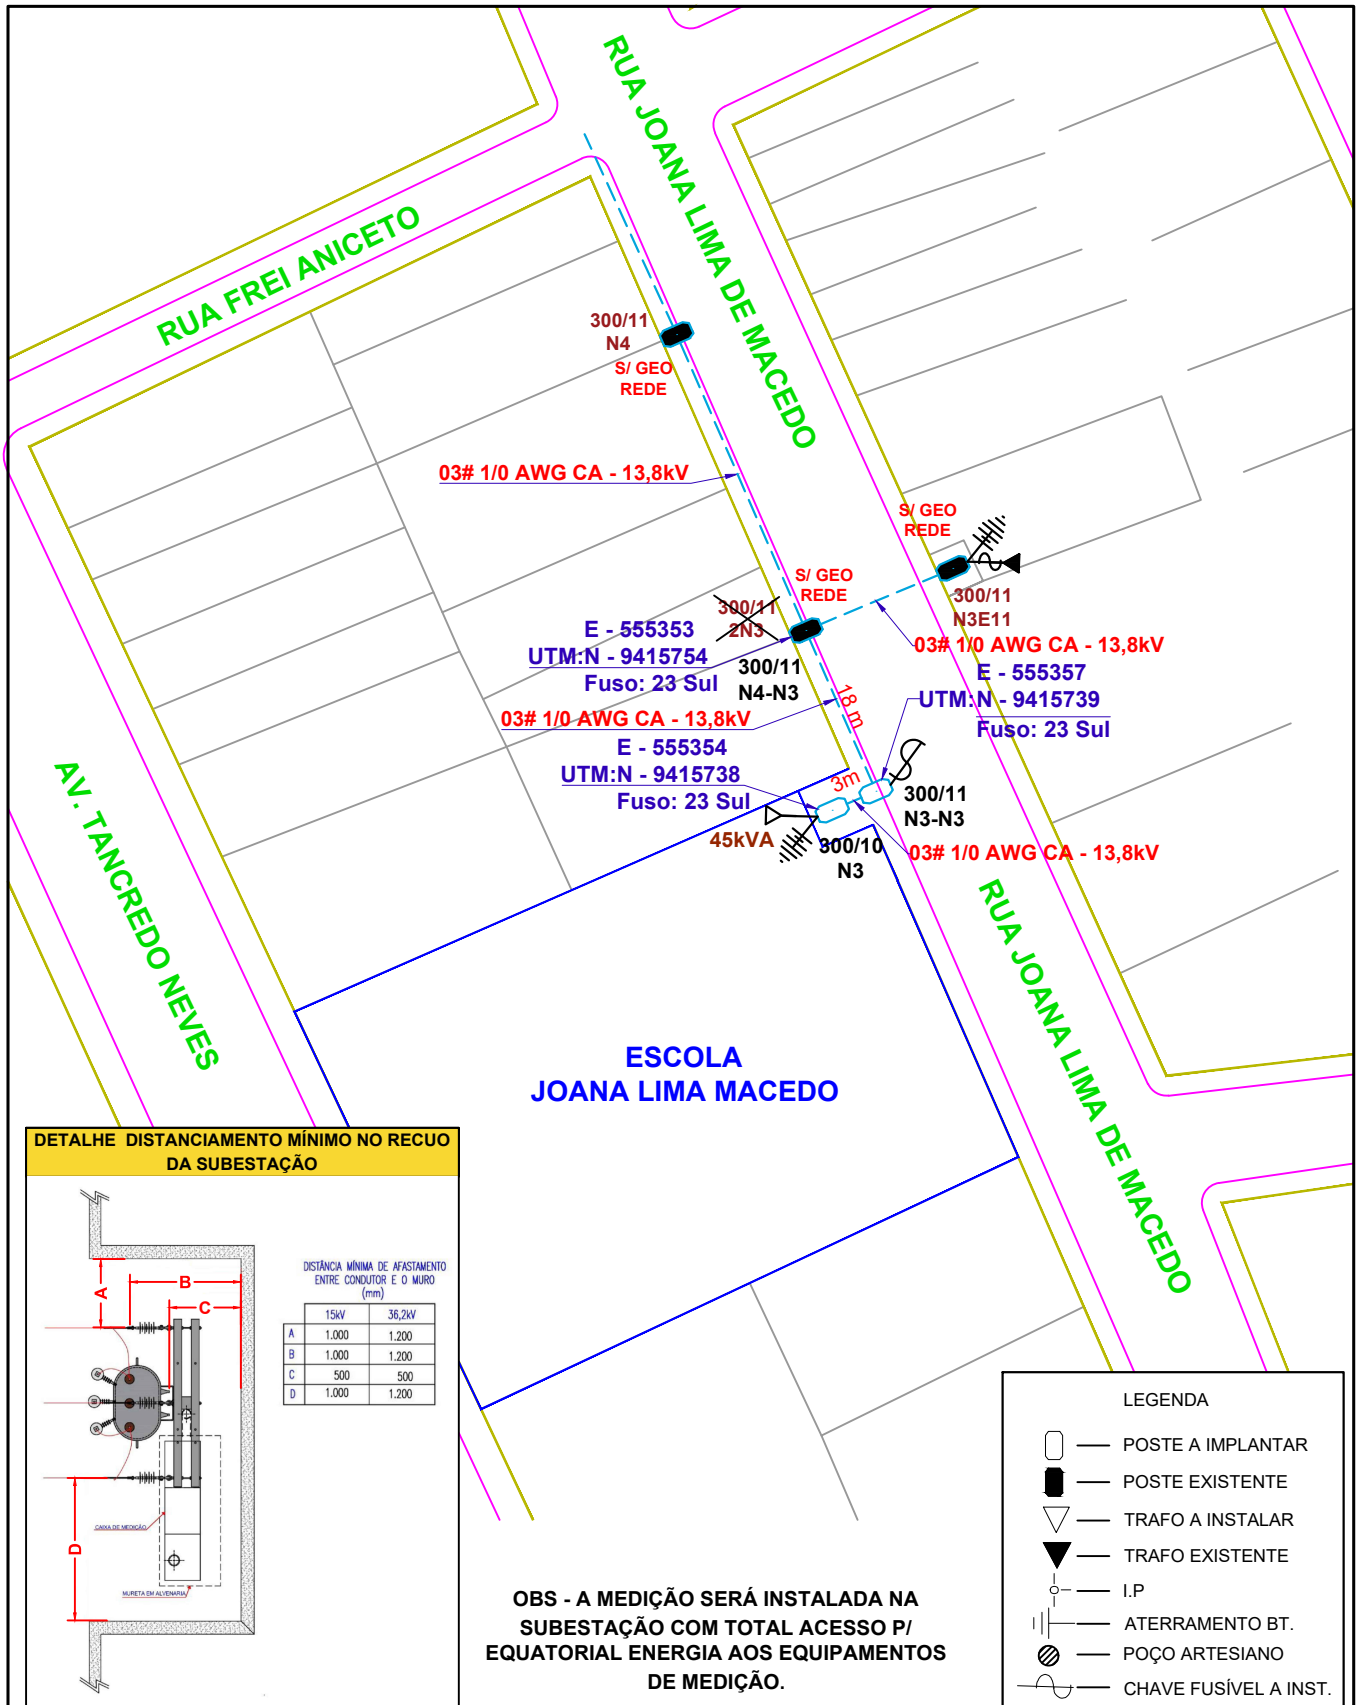 RUA JOANA LIMA DE MACEDO
RUA FREI ANICETO
300/11
N4
S/ GEO
REDE
03# 1/0 AWG CA - 13,8kV
S/ GEO
REDE
300/11
N3E11
S/ GEO
REDE
300/11
2N3
E - 555353
UTM:N - 9415754
Fuso: 23 Sul
300/11
N4-N3
03# 1/0 AWG CA - 13,8kV
E - 555357
UTM:N - 9415739
Fuso: 23 Sul
18 m
03# 1/0 AWG CA - 13,8kV
E - 555354
UTM:N - 9415738
Fuso: 23 Sul
3m
300/11
N3-N3
45kVA
300/10
N3
03# 1/0 AWG CA - 13,8kV
AV. TANCREDO NEVES
RUA JOANA LIMA DE MACEDO
ESCOLA
JOANA LIMA MACEDO
DETALHE DISTANCIAMENTO MÍNIMO NO RECUO
DA SUBESTAÇÃO
A
B
C
D
CAIXA DE MEDIÇÃO
MURETA EM ALVENARIA
DISTÂNCIA MÍNIMA DE AFASTAMENTO
ENTRE CONDUTOR E O MURO
(mm)
15kV 36,2kV
A 1.000 1.200
B 1.000 1.200
C 500 500
D 1.000 1.200
OBS - A MEDIÇÃO SERÁ INSTALADA NA
SUBESTAÇÃO COM TOTAL ACESSO P/
EQUATORIAL ENERGIA AOS EQUIPAMENTOS
DE MEDIÇÃO.
LEGENDA
POSTE A IMPLANTAR
POSTE EXISTENTE
TRAFO A INSTALAR
TRAFO EXISTENTE
I.P
ATERRAMENTO BT.
POÇO ARTESIANO
CHAVE FUSÍVEL A INST.